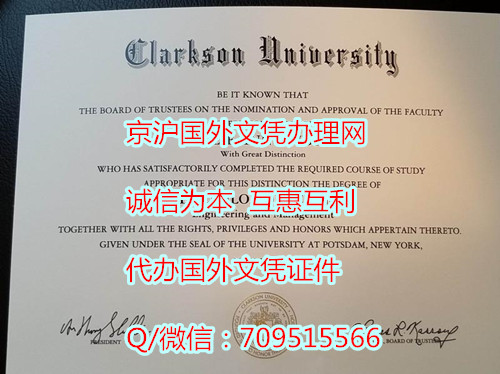 Clarkson University
BE IT KNOWN THAT
THE BOARD OF TRUSTEES ON THE NOMINATION AND APPROVAL OF THE FACULTY
京沪国外文凭办理网
With Great Distinction
WHO HAS SATISFACTORILY COMPLETED THE REQUIRED COURSE OF STUDY
APPROPRIATE FOR THIS DISTINCTION THE DEGREE OF
诚信为本 互惠互利
Engineering and Management
TOGETHER WITH ALL THE RIGHTS, PRIVILEGES AND HONORS WHICH APPERTAIN THERETO.
GIVEN UNDER THE SEAL OF THE UNIVERSITY AT POTSDAM, NEW YORK,
代办国外文凭证件
PRESIDENT
BOARD OF TRUSTEES
Q/微信：709515566